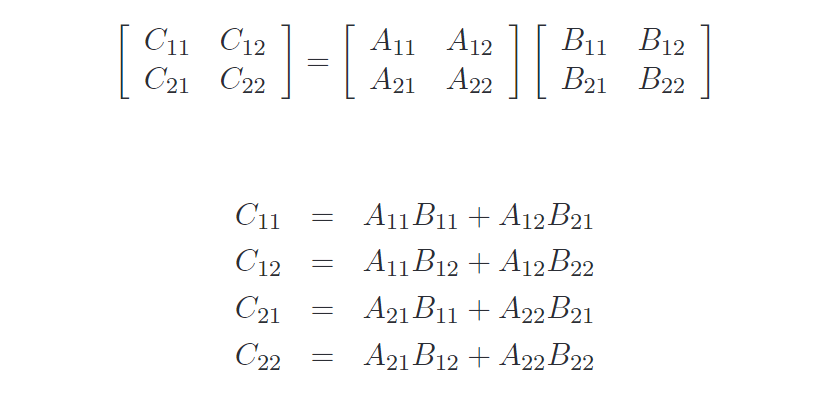 [ C₁₁ C₁₂ ] = [ A₁₁ A₁₂ ] [ B₁₁ B₁₂ ]
[ C₂₁ C₂₂ ] [ A₂₁ A₂₂ ] [ B₂₁ B₂₂ ]
C₁₁ = A₁₁B₁₁ + A₁₂B₂₁
C₁₂ = A₁₁B₁₂ + A₁₂B₂₂
C₂₁ = A₂₁B₁₁ + A₂₂B₂₁
C₂₂ = A₂₁B₁₂ + A₂₂B₂₂